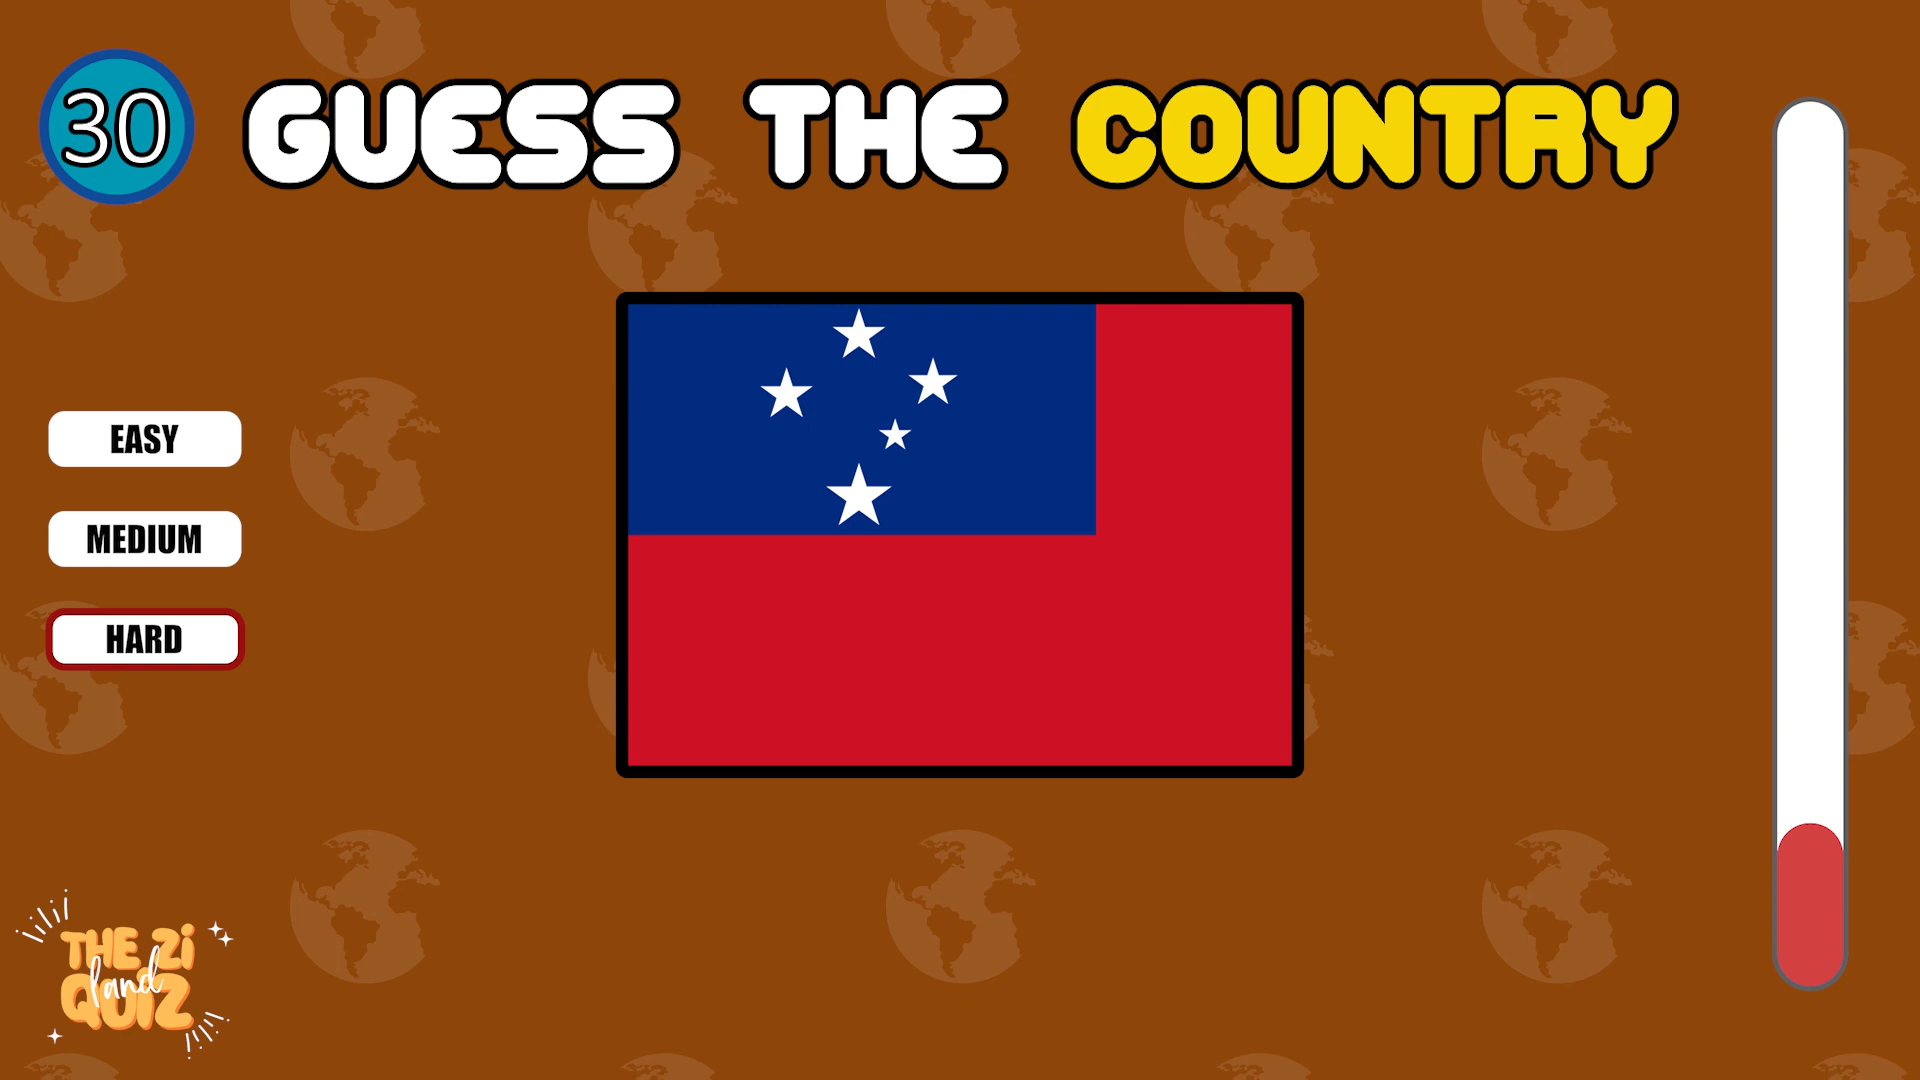 30
GUESS THE COUNTRY
EASY
MEDIUM
HARD
THE Zi
land
QUIZ